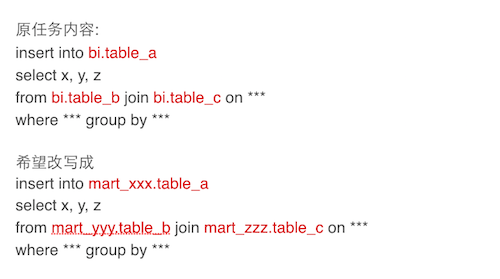 原任务内容:
insert into bi.table_a
select x, y, z
from bi.table_b join bi.table_c on ***
where *** group by ***
希望改写成
insert into mart_xxx.table_a
select x, y, z
from mart_yyy.table_b join mart_zzz.table_c on ***
where *** group by ***